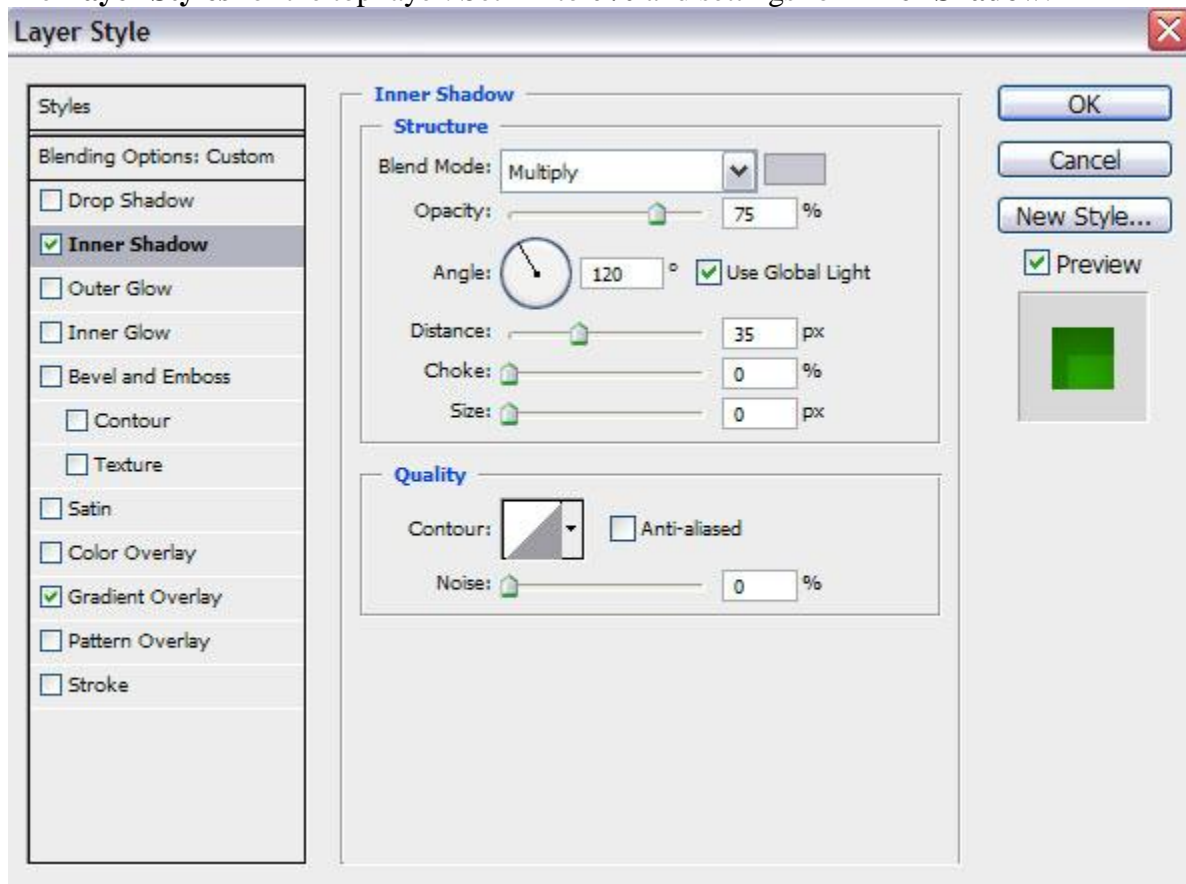 Layer Style
Styles
Blending Options: Custom
Drop Shadow
Inner Shadow
Outer Glow
Inner Glow
Bevel and Emboss
Contour
Texture
Satin
Color Overlay
Gradient Overlay
Pattern Overlay
Stroke
Inner Shadow
Structure
Blend Mode: Multiply
Opacity: 75 %
Angle: 120 ° Use Global Light
Distance: 35 px
Choke: 0 %
Size: 0 px
Quality
Contour: Anti-aliased
Noise: 0 %
OK
Cancel
New Style...
Preview